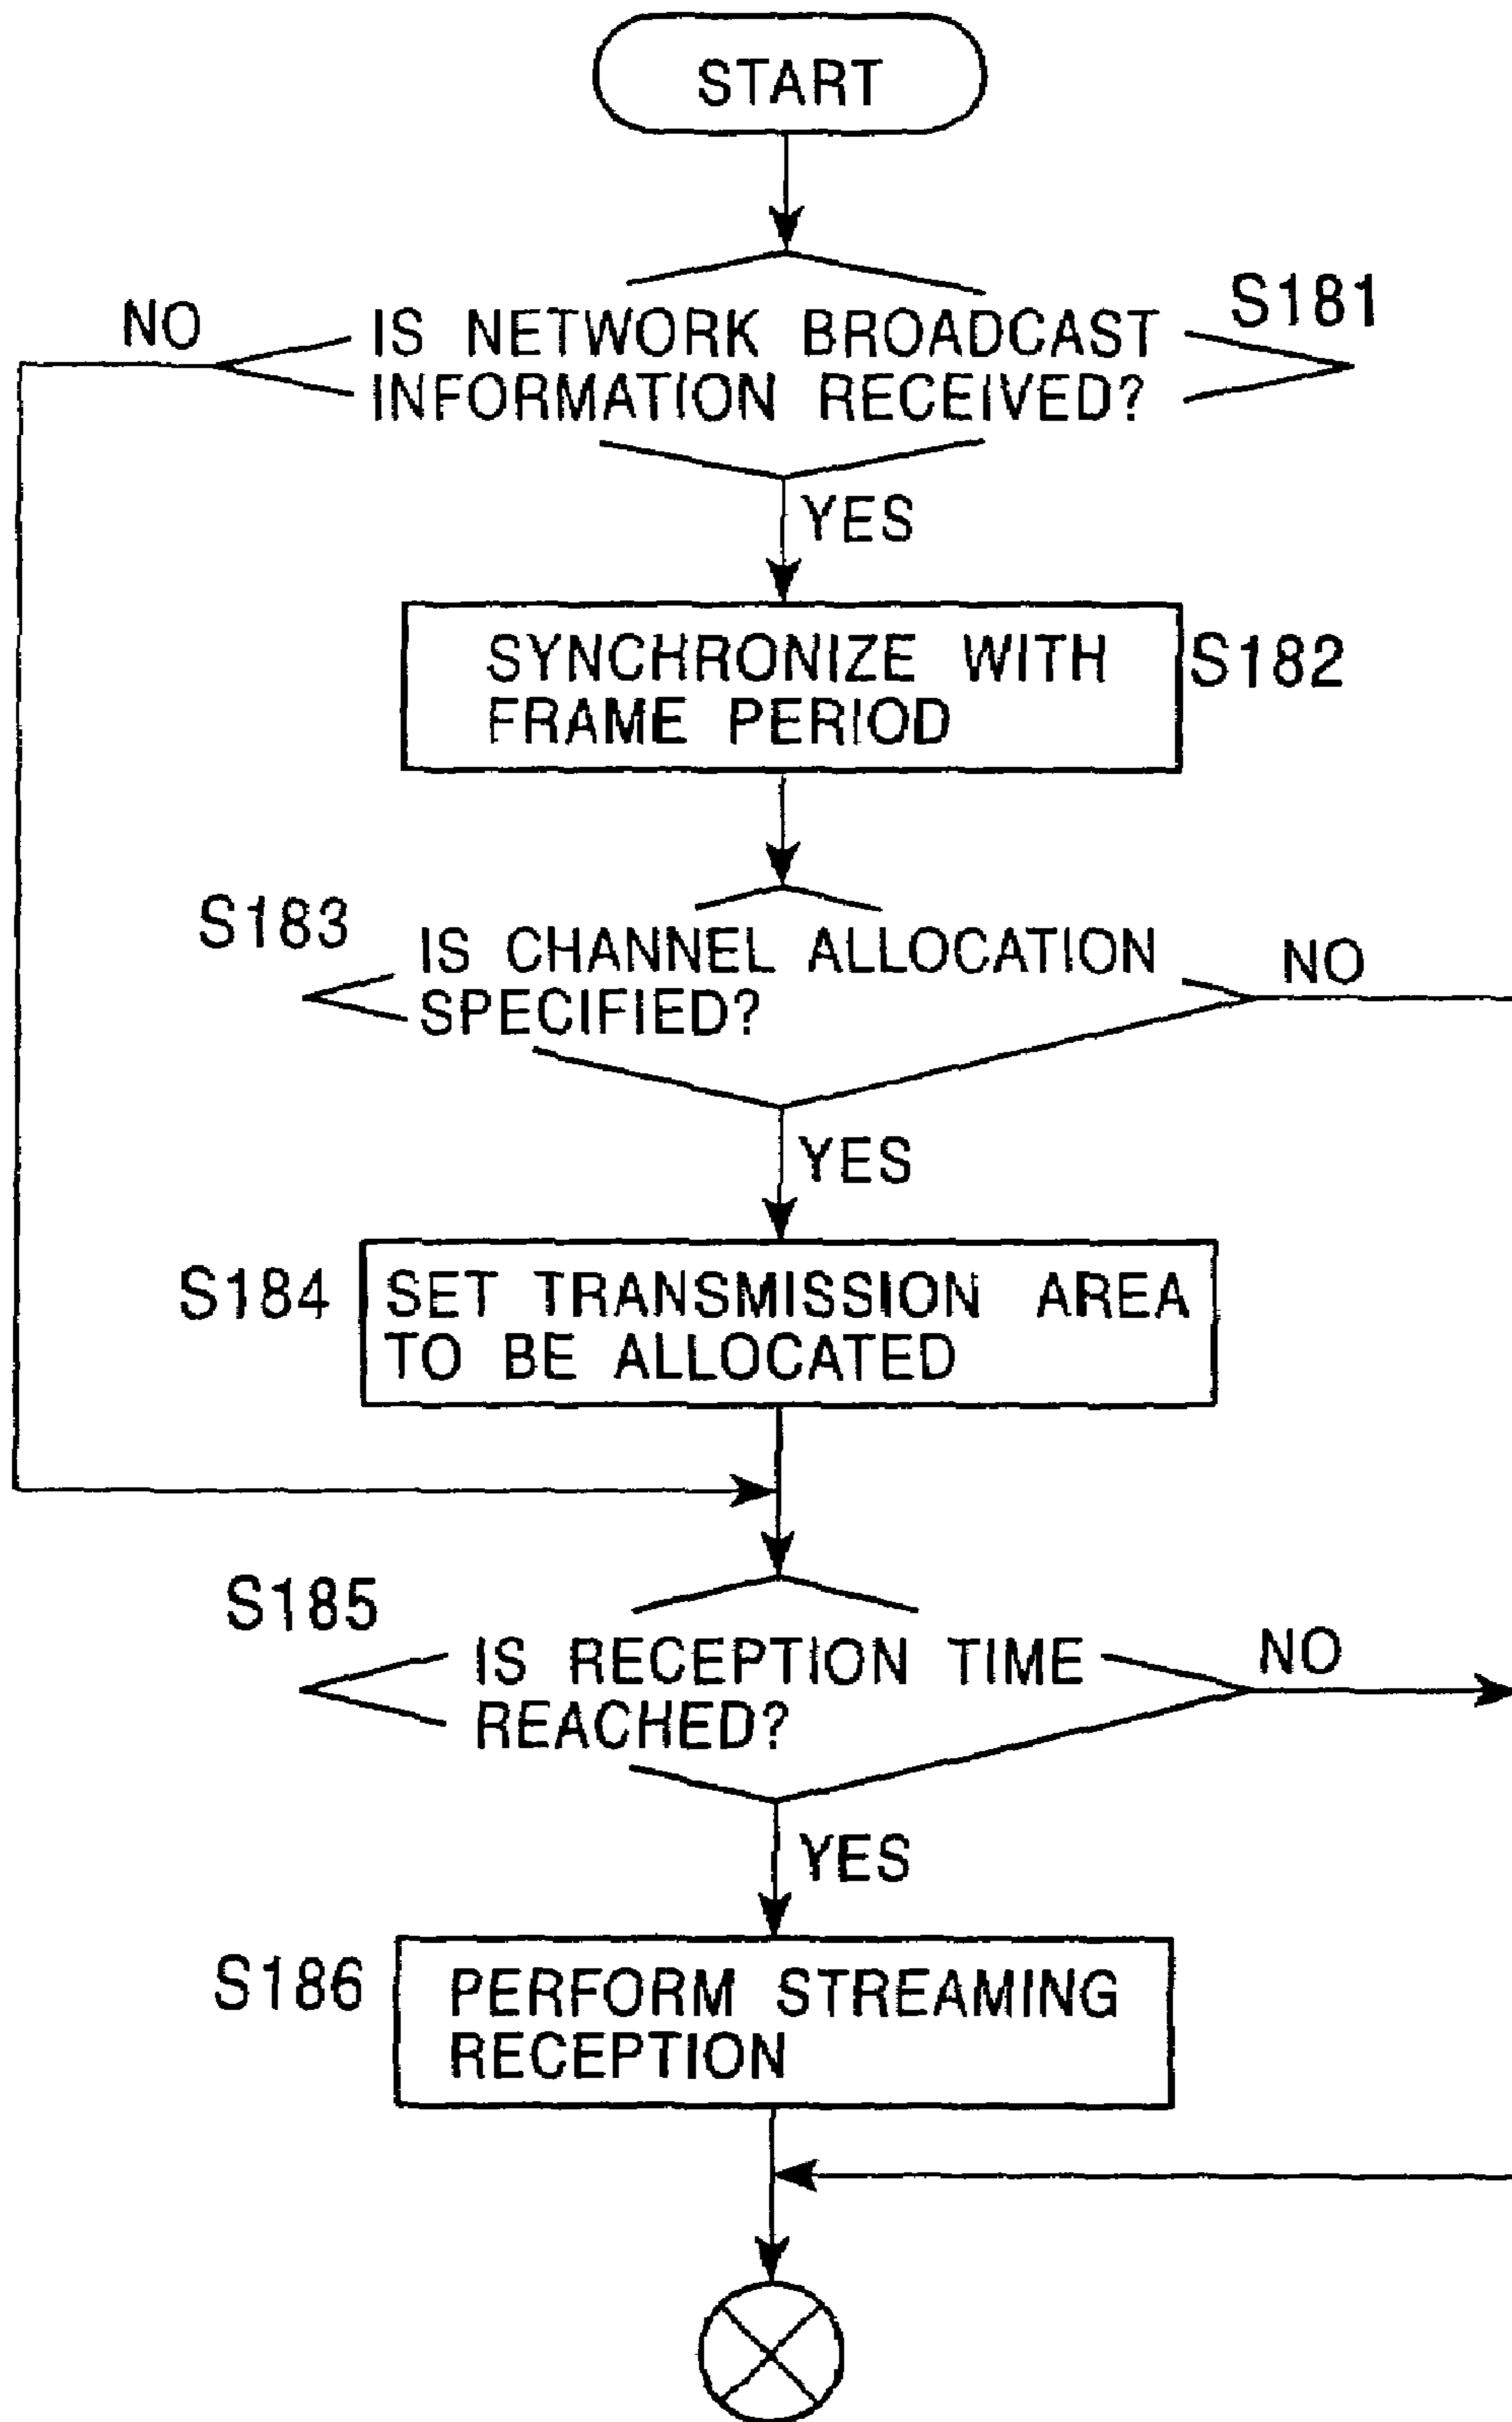 START
NO
IS NETWORK BROADCAST
INFORMATION RECEIVED?
S181
YES
SYNCHRONIZE WITH
FRAME PERIOD
S182
S183
IS CHANNEL ALLOCATION
SPECIFIED?
NO
YES
S184
SET TRANSMISSION AREA
TO BE ALLOCATED
S185
IS RECEPTION TIME
REACHED?
NO
YES
S186
PERFORM STREAMING
RECEPTION